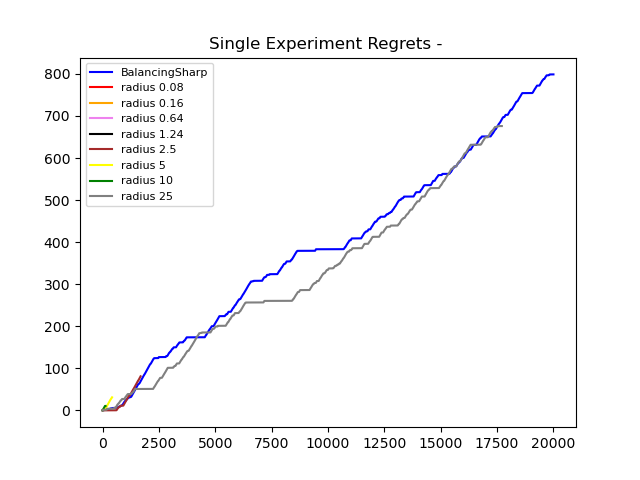 Single Experiment Regrets -
800
700
600
500
400
300
200
100
0
BalancingSharp
radius 0.08
radius 0.16
radius 0.64
radius 1.24
radius 2.5
radius 5
radius 10
radius 25
0 2500 5000 7500 10000 12500 15000 17500 20000